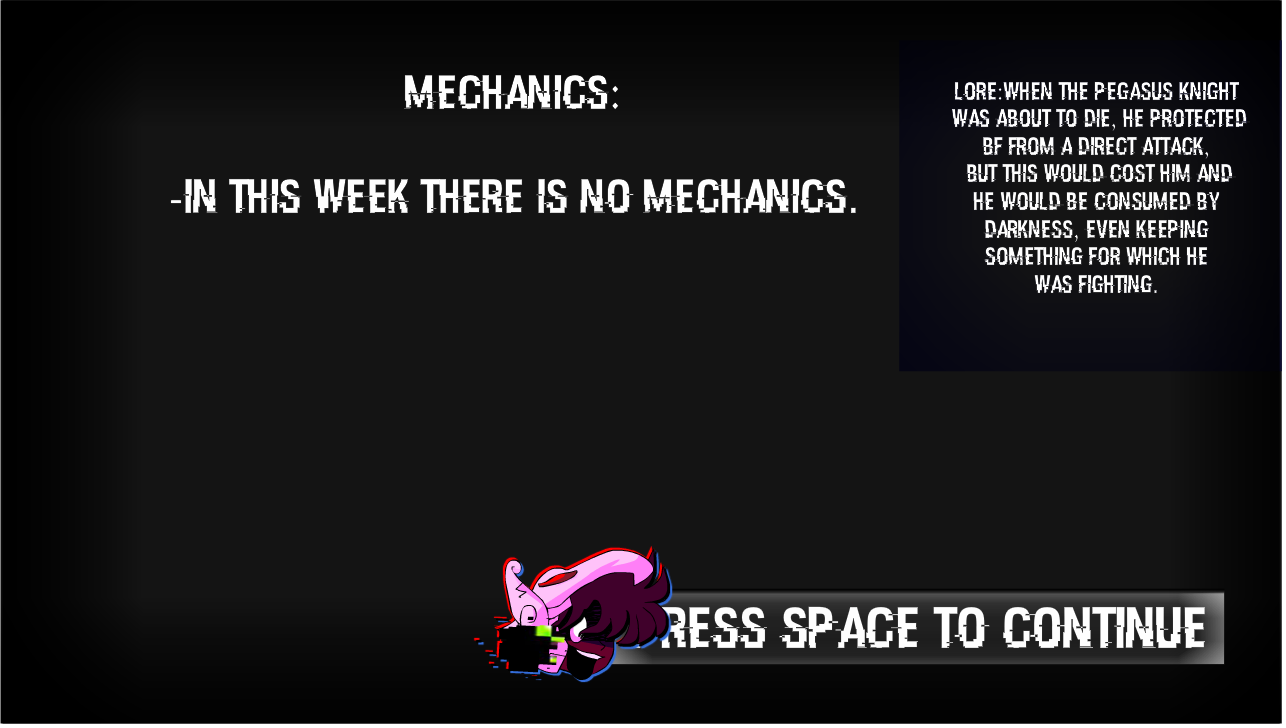 MECHANICS:
-IN THIS WEEK THERE IS NO MECHANICS.
LORE:WHEN THE PEGASUS KNIGHT
WAS ABOUT TO DIE, HE PROTECTED
BF FROM A DIRECT ATTACK,
BUT THIS WOULD COST HIM AND
HE WOULD BE CONSUMED BY
DARKNESS, EVEN KEEPING
SOMETHING FOR WHICH HE
WAS FIGHTING.
RESS SPACE TO CONTINUE